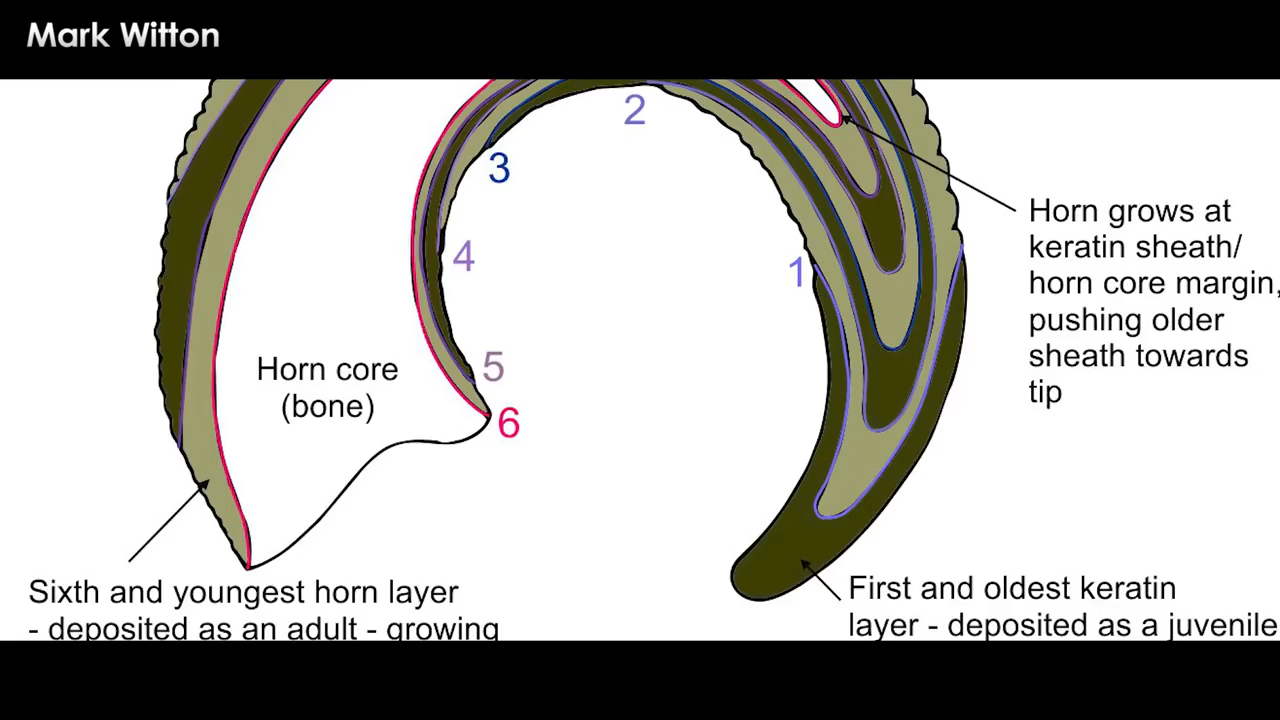 Mark Witton
2
3
4
1
5
6
Horn grows at
keratin sheath/
horn core margin,
pushing older
sheath towards
tip
Horn core
(bone)
Sixth and youngest horn layer
- deposited as an adult - growing
First and oldest keratin
layer - deposited as a juvenile